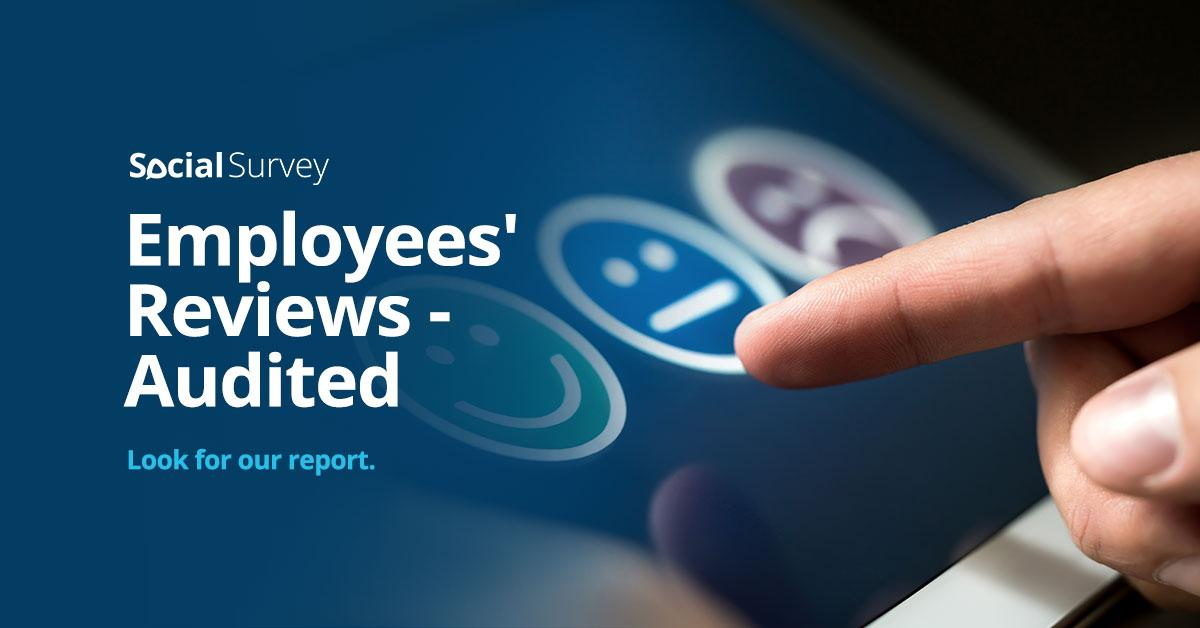 Social Survey
Employees'
Reviews -
Audited
Look for our report.